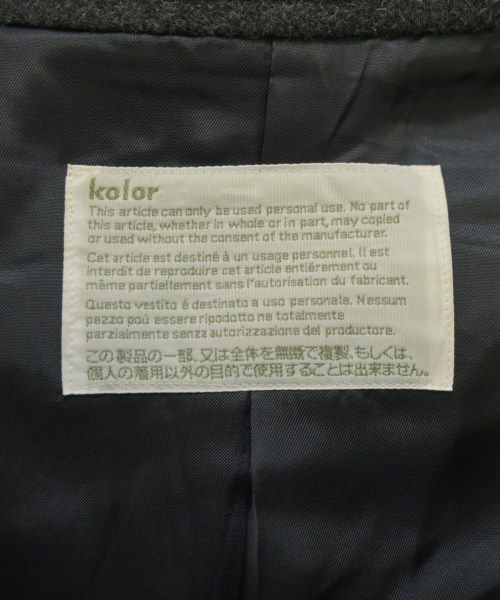 kolor
This article can only be used personal use. No part of
this article, whether in whole or in part, may copied
or used without the consent of the manufacturer.
Cet article est destiné à un usage personnel. Il est
interdit de reproduire cet article entiérement ou
même partiellement sans l'autorisation du fabricant.
Questo vestito é destinato a uso personale. Nessum
pezzo poù essere ripodotto ne totalmente
parzialmente senza autorizzazione del produttore.
この製品の一部、又は全体を無断で複製、もしくは、
個人の着用以外の目的で使用することは出来ません。